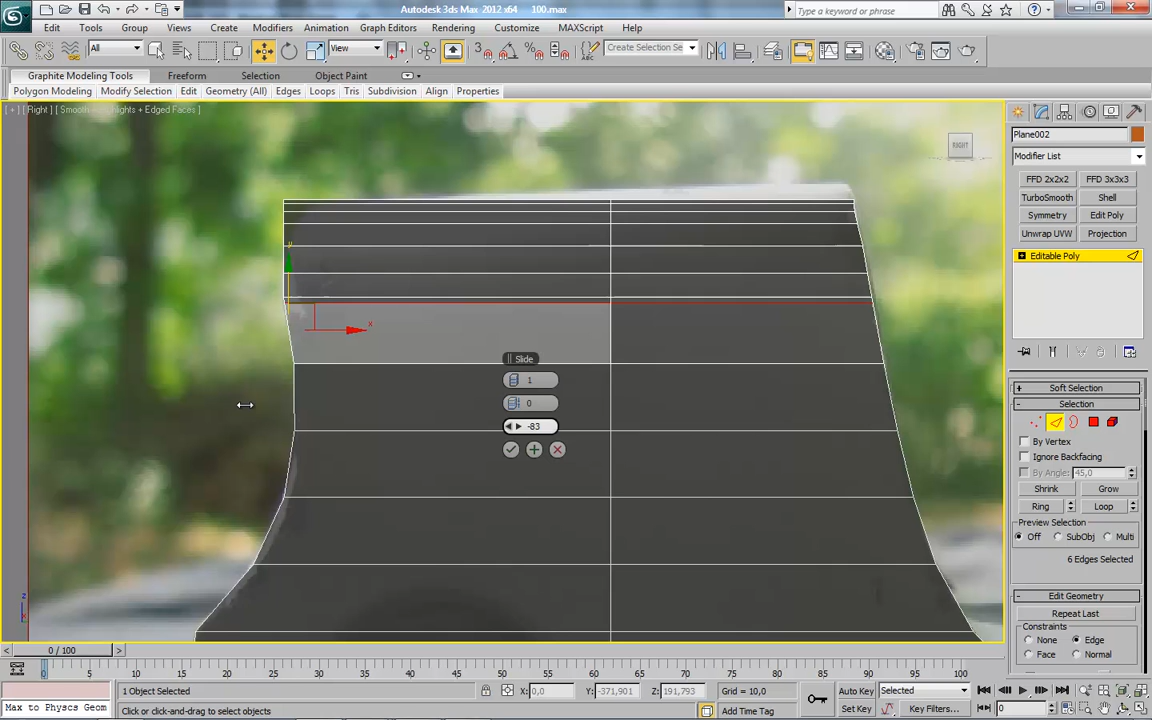 Autodesk 3ds Max 2012 x64 100.max
Type a keyword or phrase
Edit Tools Group Views Create Modifiers Animation Graph Editors Rendering Customize MAXScript Help
All View Create Selection Se
Graphite Modeling Tools Freeform Selection Object Paint
Polygon Modeling Modify Selection Edit Geometry (All) Edges Loops Tris Subdivision Align Properties
[ + ] [ Right ] [ Smooth + Highlights + Edged Faces ]
RIGHT
Plane002
Modifier List
FFD 2x2x2 FFD 3x3x3
TurboSmooth Shell
Symmetry Edit Poly
Unwrap UVW Projection
Editable Poly
y
x
Slide
1
0
-83
z
x
Soft Selection
Selection
By Vertex
Ignore Backfacing
By Angle: 45,0
Shrink Grow
Ring Loop
Preview Selection
Off SubObj Multi
6 Edges Selected
Edit Geometry
Repeat Last
Constraints
None Edge
Face Normal
0 / 100
0 5 10 15 20 25 30 35 40 45 50 55 60 65 70 75 80 85 90 95 100
1 Object Selected X: 0,0 Y: -371,901 Z: 191,793 Grid = 10,0 Auto Key Selected
Max to Physcs Geom Click or click-and-drag to select objects Add Time Tag Set Key Key Filters... 0